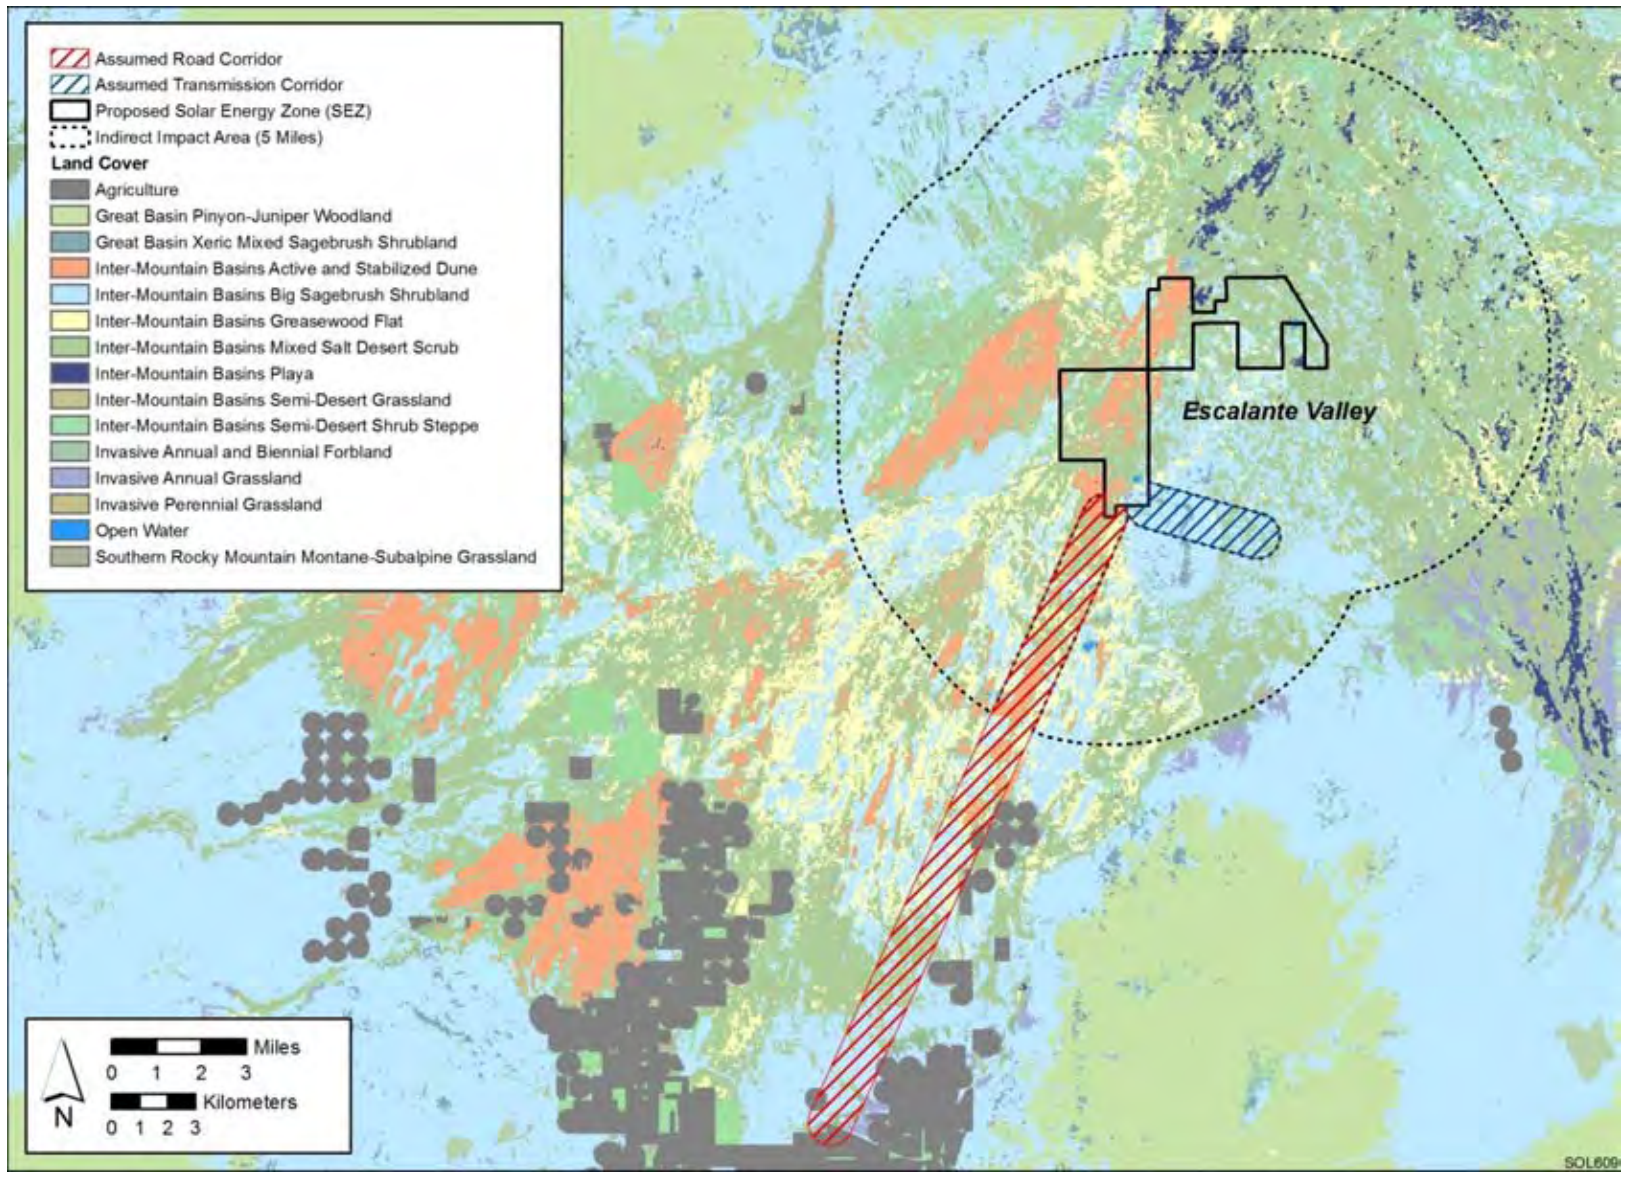 Assumed Road Corridor
Assumed Transmission Corridor
Proposed Solar Energy Zone (SEZ)
Indirect Impact Area (5 Miles)
Land Cover
Agriculture
Great Basin Pinyon-Juniper Woodland
Great Basin Xeric Mixed Sagebrush Shrubland
Inter-Mountain Basins Active and Stabilized Dune
Inter-Mountain Basins Big Sagebrush Shrubland
Inter-Mountain Basins Greasewood Flat
Inter-Mountain Basins Mixed Salt Desert Scrub
Inter-Mountain Basins Playa
Inter-Mountain Basins Semi-Desert Grassland
Inter-Mountain Basins Semi-Desert Shrub Steppe
Invasive Annual and Biennial Forbland
Invasive Annual Grassland
Invasive Perennial Grassland
Open Water
Southern Rocky Mountain Montane-Subalpine Grassland
Escalante Valley
Miles
0 1 2 3
Kilometers
0 1 2 3
N